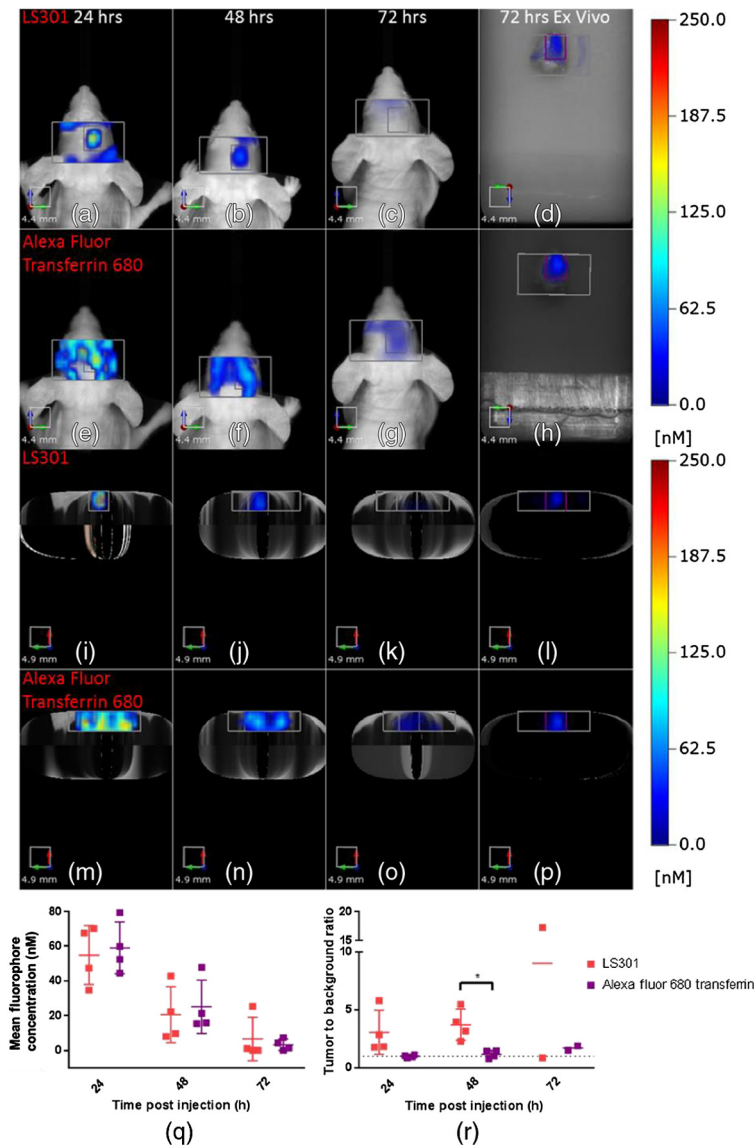 LS301 24 hrs
48 hrs
72 hrs
72 hrs Ex Vivo
4.4 mm
(a)
4.4 mm
(b)
4.4 mm
(c)
4.4 mm
(d)
Alexa Fluor
Transferrin 680
4.4 mm
(e)
4.4 mm
(f)
4.4 mm
(g)
4.4 mm
(h)
250.0
187.5
125.0
62.5
0.0
[nM]
LS301
4.9 mm
(i)
4.9 mm
(j)
4.9 mm
(k)
4.9 mm
(l)
Alexa Fluor
Transferrin 680
4.9 mm
(m)
4.9 mm
(n)
4.9 mm
(o)
4.9 mm
(p)
250.0
187.5
125.0
62.5
0.0
[nM]
Mean fluorophore
concentration (nM)
80
60
40
20
0
24
48
72
Time post injection (h)
(q)
Tumor to background ratio
20
15
10
5
0
*
24
48
72
Time post injection (h)
(r)
LS301
Alexa fluor 680 transferrin